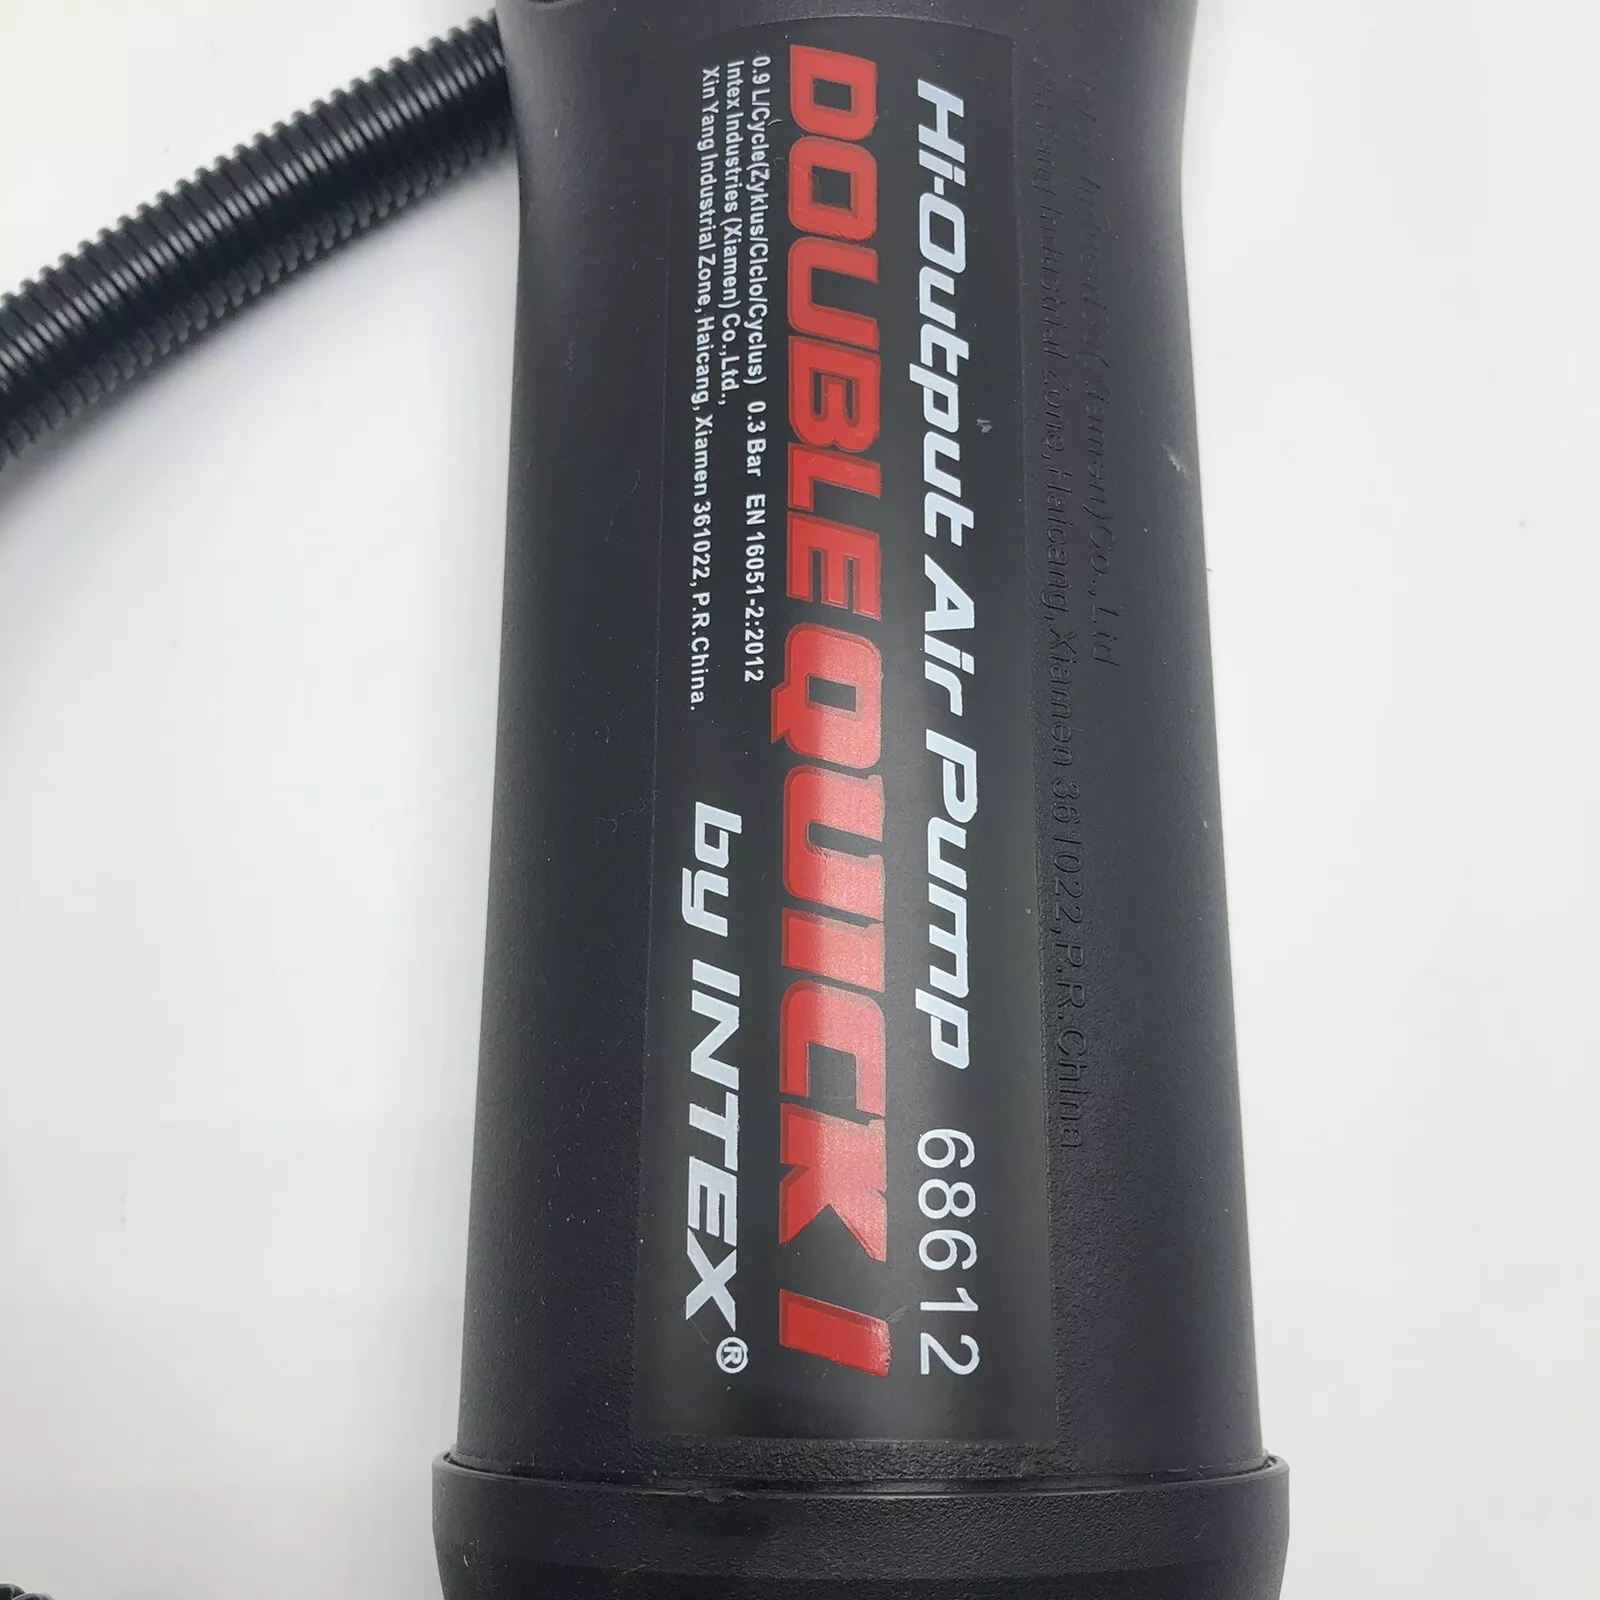 Hi-Output Air Pump 68612
DOUBLE QUICK I
0.9 L/Cycle(Zyklus/Ciclo/Cyclus) 0.3 Bar EN 16051-2:2012
Intex Industries (Xiamen) Co.,Ltd.,
Xin Yang Industrial Zone, Haicang, Xiamen 361022, P.R.China.
by INTEX®
Industries (Xiamen)Co.,Ltd
Industrial Zone,Haicang,Xiamen 361022,P.R.China